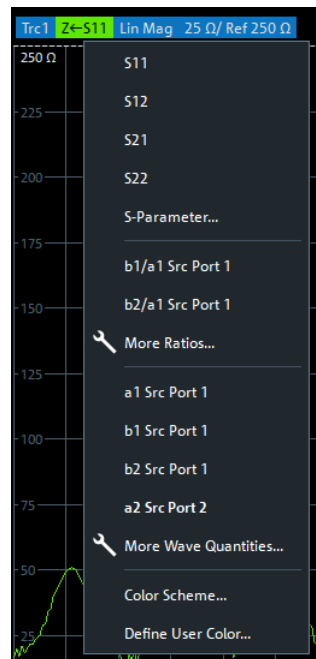 Trc1 Z←S11 Lin Mag 25 Ω/ Ref 250 Ω
250 Ω
S11
S12
225
S21
200
S22
S-Parameter...
175
b1/a1 Src Port 1
b2/a1 Src Port 1
150
More Ratios...
125
a1 Src Port 1
b1 Src Port 1
100
b2 Src Port 1
75
a2 Src Port 2
More Wave Quantities...
50
Color Scheme...
25
Define User Color...